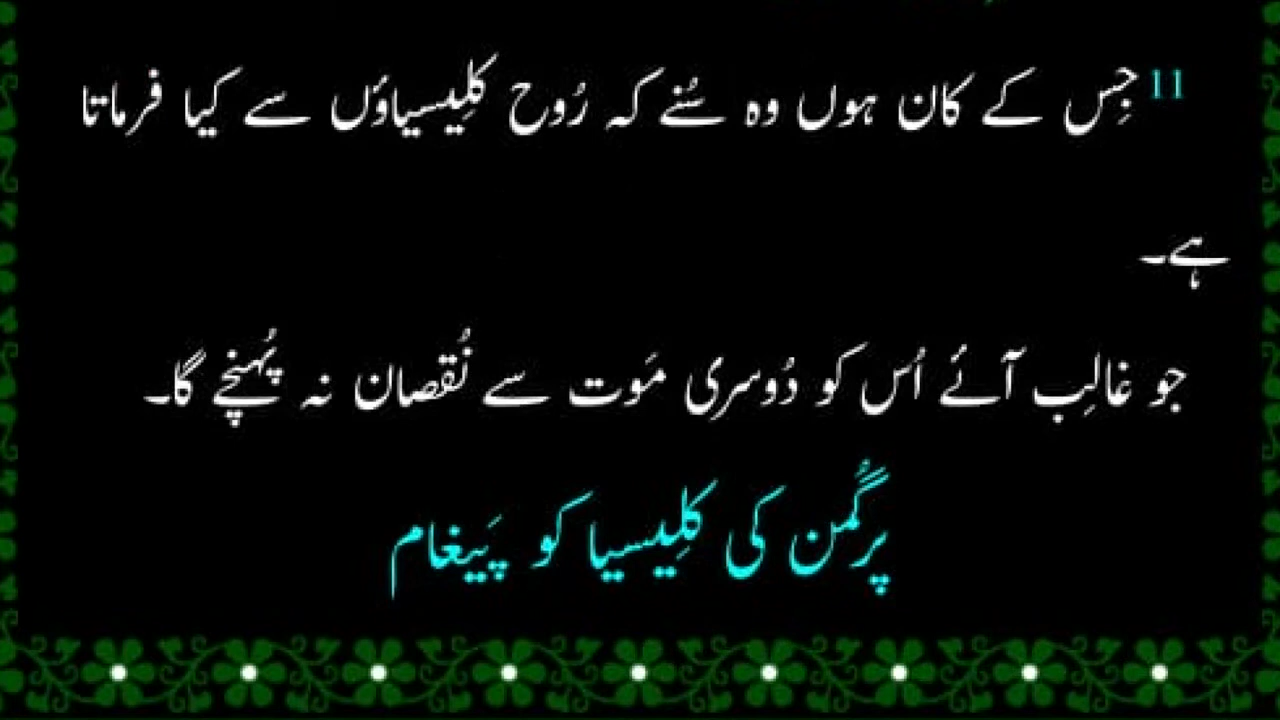 11 جِس کے کان ہوں وہ سُنے کہ رُوح کلِیسیاؤں سے کیا فرماتا
ہے۔
جو غالِب آئے اُس کو دُوسری مَوت سے نُقصان نہ پُہنچے گا۔
پِرگُمن کی کلِیسیا کو پَیغام